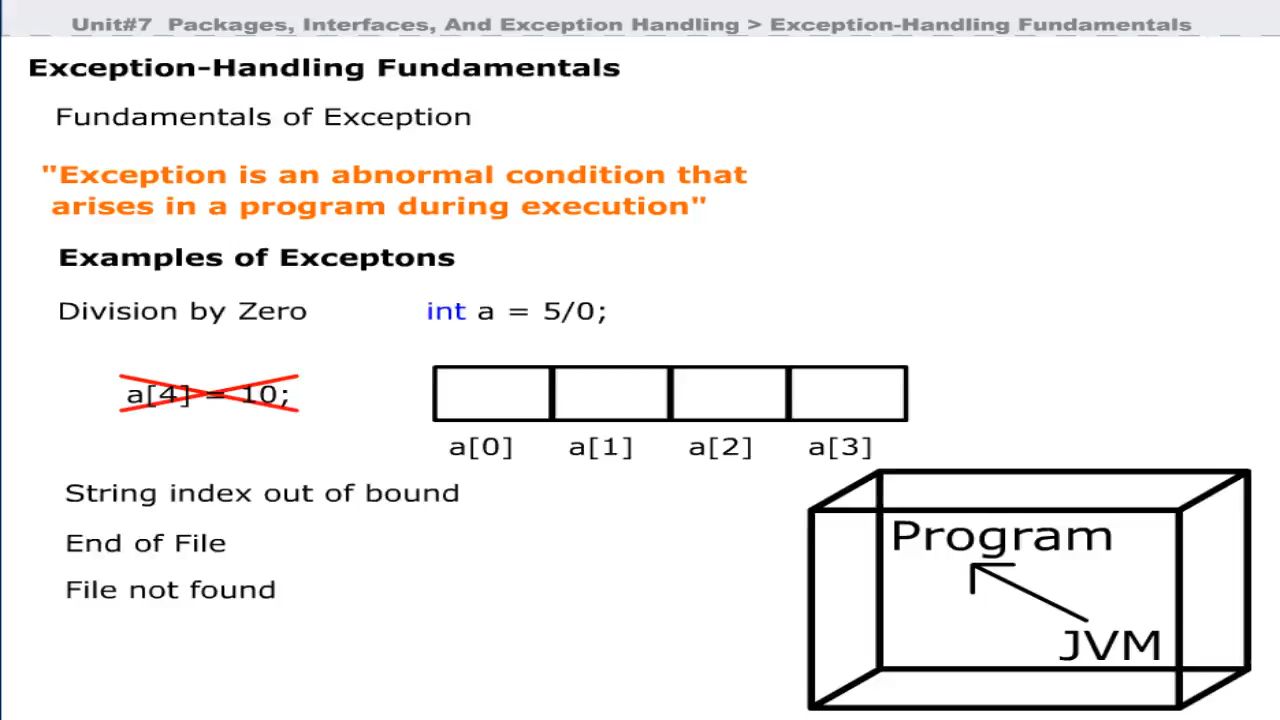 Unit#7 Packages, Interfaces, And Exception Handling > Exception-Handling Fundamentals
Exception-Handling Fundamentals
Fundamentals of Exception
"Exception is an abnormal condition that
arises in a program during execution"
Examples of Exceptons
Division by Zero int a = 5/0;
a[4] = 10;
a[0] a[1] a[2] a[3]
String index out of bound
End of File
File not found
Program
JVM